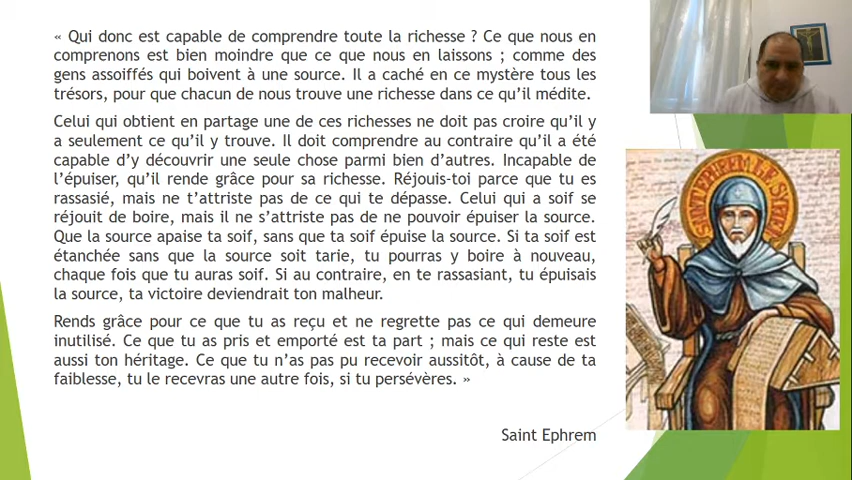 « Qui donc est capable de comprendre toute la richesse ? Ce que nous en
comprenons est bien moindre que ce que nous en laissons ; comme des
gens assoiffés qui boivent à une source. Il a caché en ce mystère tous les
trésors, pour que chacun de nous trouve une richesse dans ce qu’il médite.
Celui qui obtient en partage une de ces richesses ne doit pas croire qu’il y
a seulement ce qu’il y trouve. Il doit comprendre au contraire qu’il a été
capable d’y découvrir une seule chose parmi bien d’autres. Incapable de
l’épuiser, qu’il rende grâce pour sa richesse. Réjouis-toi parce que tu es
rassasié, mais ne t’attriste pas de ce qui te dépasse. Celui qui a soif se
réjouit de boire, mais il ne s’attriste pas de ne pouvoir épuiser la source.
Que la source apaise ta soif, sans que ta soif épuise la source. Si ta soif est
étanchée sans que la source soit tarie, tu pourras y boire à nouveau,
chaque fois que tu auras soif. Si au contraire, en te rassasiant, tu épuisais
la source, ta victoire deviendrait ton malheur.
Rends grâce pour ce que tu as reçu et ne regrette pas ce qui demeure
inutilisé. Ce que tu as pris et emporté est ta part ; mais ce qui reste est
aussi ton héritage. Ce que tu n’as pas pu recevoir aussitôt, à cause de ta
faiblesse, tu le recevras une autre fois, si tu persévères. »
Saint Ephrem
SAINT EPHREM LE SYRIEN